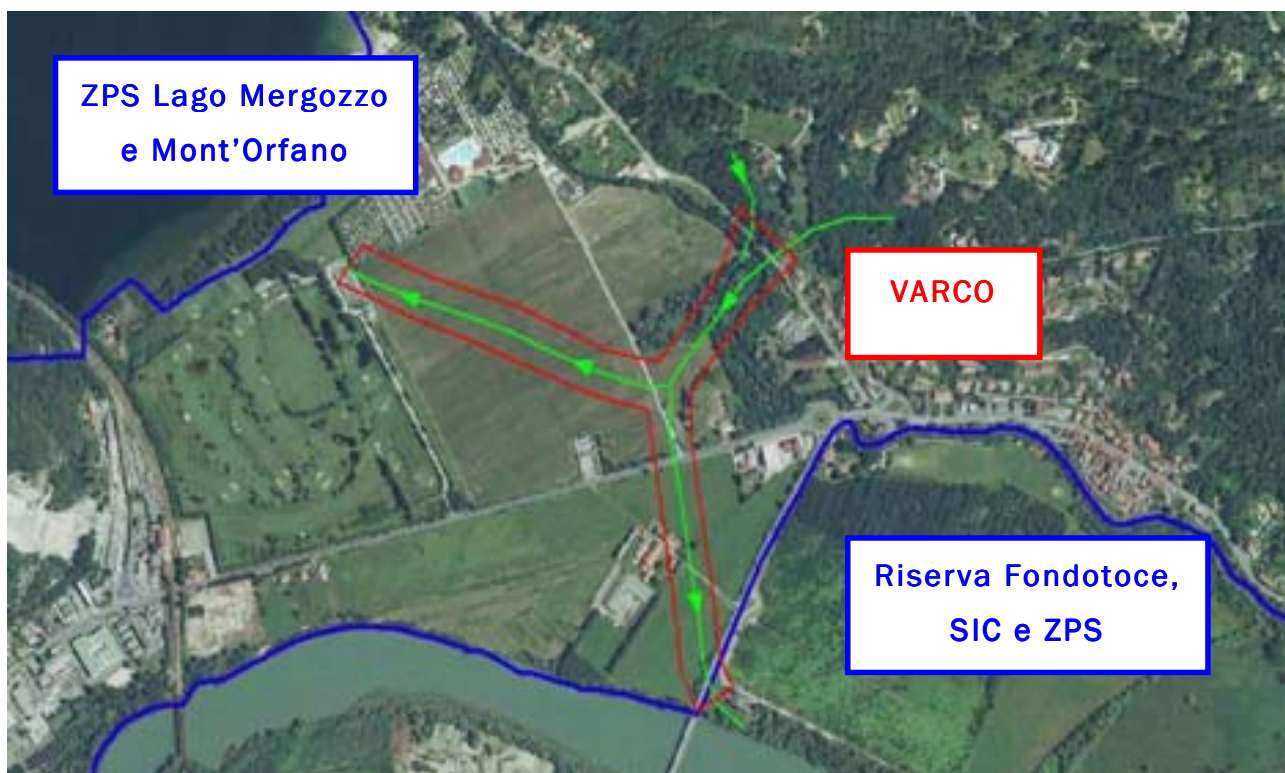 ZPS Lago Mergozzo
e Mont'Orfano
VARCO
Riserva Fondotoce,
SIC e ZPS